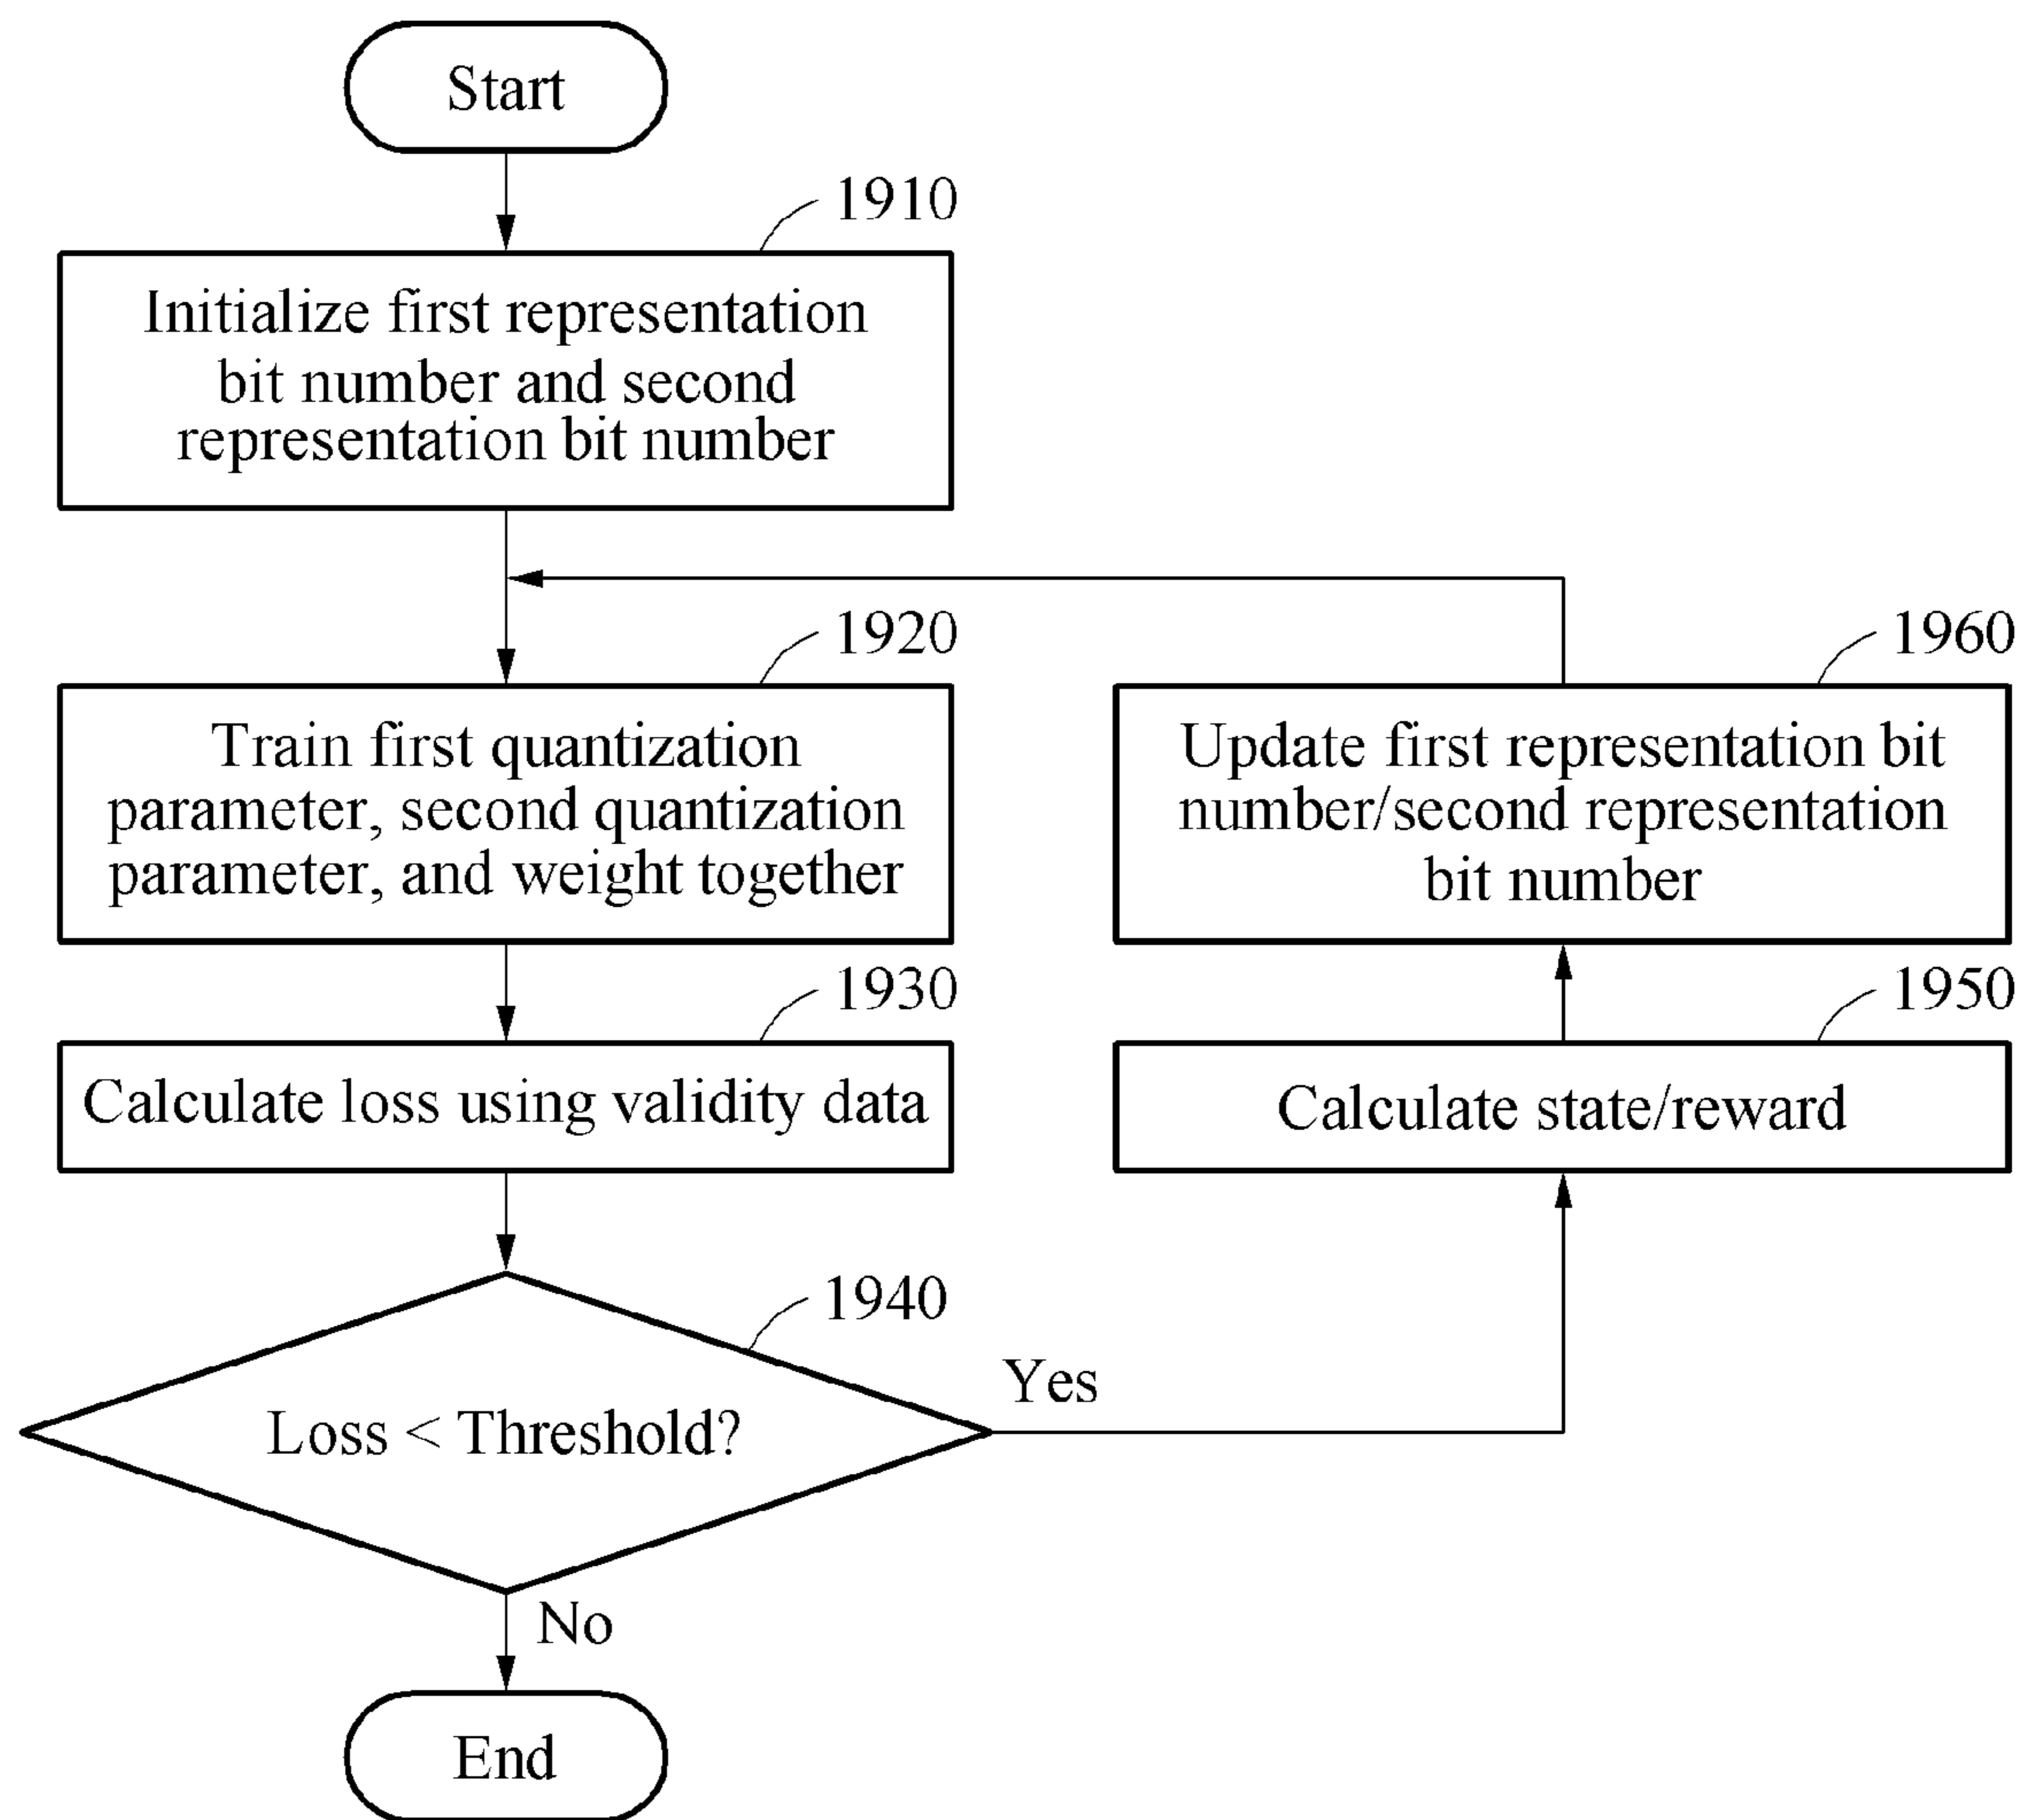 Start
1910
Initialize first representation
bit number and second
representation bit number
1920
Train first quantization
parameter, second quantization
parameter, and weight together
1930
Calculate loss using validity data
1940
Loss < Threshold?
Yes
No
End
1950
Calculate state/reward
1960
Update first representation bit
number/second representation
bit number